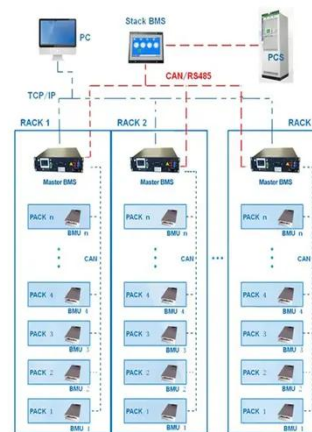 PC
Stack BMS
PCS
CAN/RS485
TCP/IP
RACK 1
RACK 2
RACK
Master BMS
Master BMS
Master BMS
PACK n
BMU n
PACK n
BMU n
PACK n
BMU n
CAN
CAN
CAN
PACK 4
BMU 4
PACK 4
BMU 4
PACK 4
BMU 4
PACK 3
BMU 3
PACK 3
BMU 3
PACK 3
BMU 3
PACK 2
BMU 2
PACK 2
BMU 2
PACK 2
BMU 2
PACK 1
BMU 1
PACK 1
BMU 1
PACK 1
BMU 1